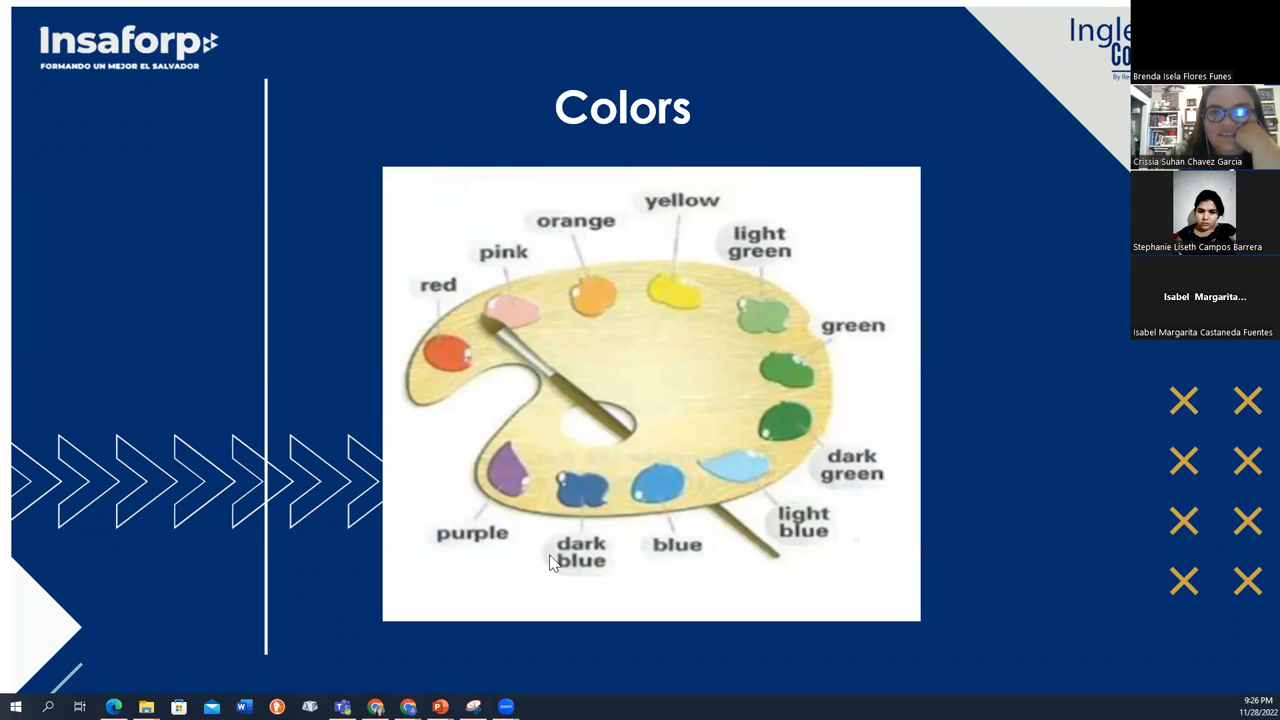 Insaforp
FORMANDO UN MEJOR EL SALVADOR
Colors
yellow
orange
light
green
pink
red
green
dark
green
light
blue
purple
dark
blue
blue
Brenda Isela Flores Funes
Crissia Suhan Chavez Garcia
Stephanie Liseth Campos Barrera
Isabel Margarita...
Isabel Margarita Castaneda Fuentes
9:26 PM
11/28/2022